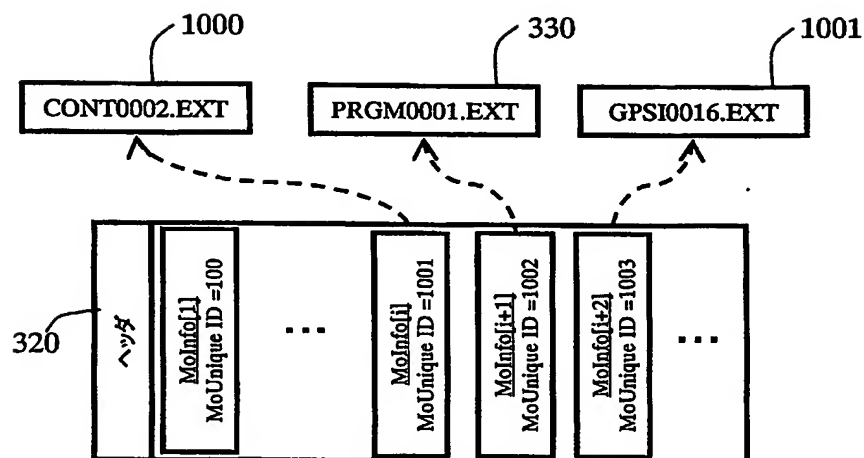 1000
330
1001
CONT0002.EXT
PRGM0001.EXT
GPSI0016.EXT
320
ヘッダ
MoInfo[1]
MoUnique ID =100
...
MoInfo[i]
MoUnique ID =1001
MoInfo[i+1]
MoUnique ID =1002
MoInfo[i+2]
MoUnique ID =1003
...